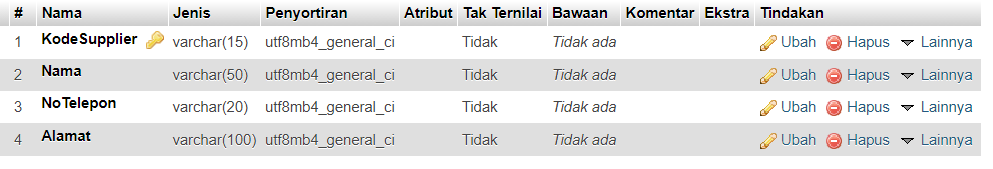 # Nama Jenis Penyortiran Atribut Tak Ternilai Bawaan Komentar Ekstra Tindakan
1 KodeSupplier varchar(15) utf8mb4_general_ci Tidak Tidak ada Ubah Hapus Lainnya
2 Nama varchar(50) utf8mb4_general_ci Tidak Tidak ada Ubah Hapus Lainnya
3 NoTelepon varchar(20) utf8mb4_general_ci Tidak Tidak ada Ubah Hapus Lainnya
4 Alamat varchar(100) utf8mb4_general_ci Tidak Tidak ada Ubah Hapus Lainnya